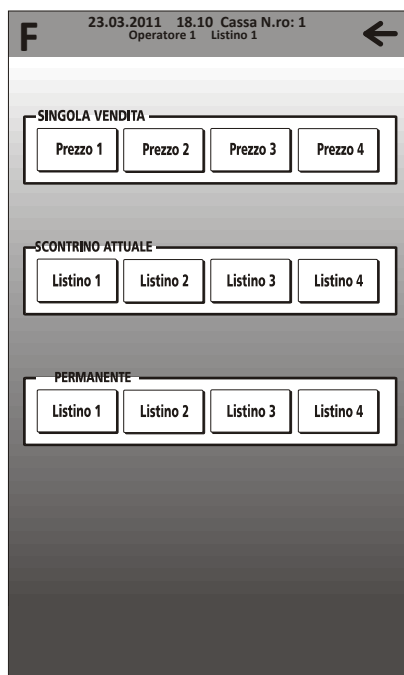 F
23.03.2011 18.10 Cassa N.ro: 1
Operatore 1 Listino 1
SINGOLA VENDITA
Prezzo 1 Prezzo 2 Prezzo 3 Prezzo 4
SCONTRINO ATTUALE
Listino 1 Listino 2 Listino 3 Listino 4
PERMANENTE
Listino 1 Listino 2 Listino 3 Listino 4